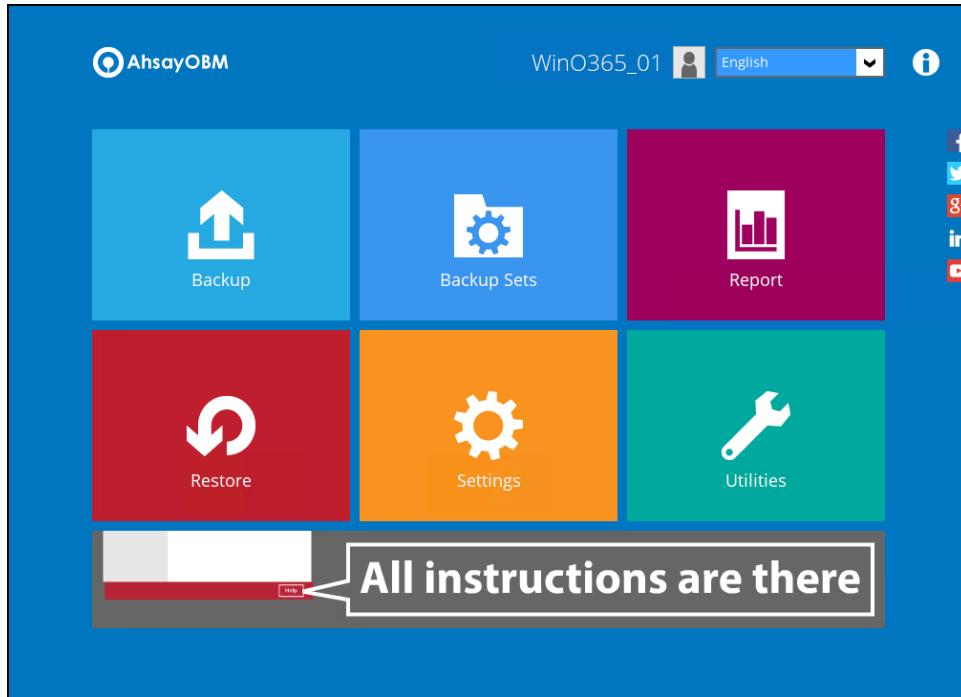 AhsayOBM
WinO365_01
English
Backup
Backup Sets
Report
Restore
Settings
Utilities
Help
All instructions are there